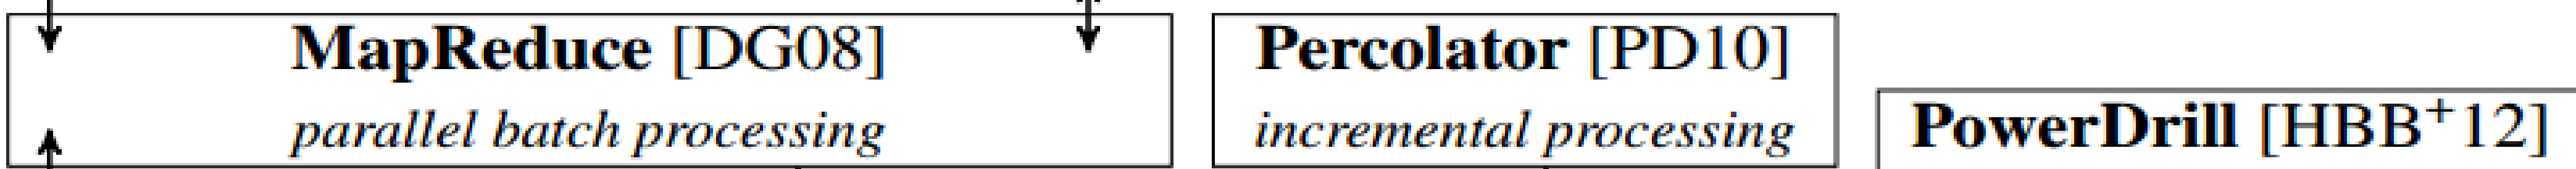 MapReduce [DG08]
parallel batch processing
Percolator [PD10]
incremental processing
PowerDrill [HBB⁺12]